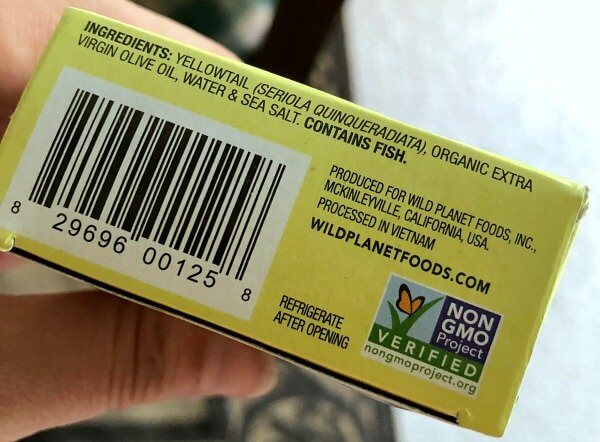 INGREDIENTS: YELLOWTAIL (SERIOLA QUINQUERADIATA), ORGANIC EXTRA
VIRGIN OLIVE OIL, WATER & SEA SALT. CONTAINS FISH.
PRODUCED FOR WILD PLANET FOODS, INC.,
MCKINLEYVILLE, CALIFORNIA, USA.
PROCESSED IN VIETNAM
WILDPLANETFOODS.COM
8 29696 00125 8
REFRIGERATE
AFTER OPENING
NON
GMO
Project
VERIFIED
nongmoproject.org